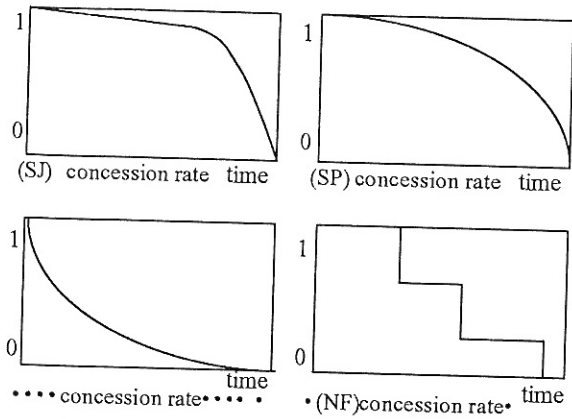 1
0
(SJ) concession rate time
1
0
(SP) concession rate time
1
0
time
•••• concession rate •••• •
1
0
• (NF)concession rate• time